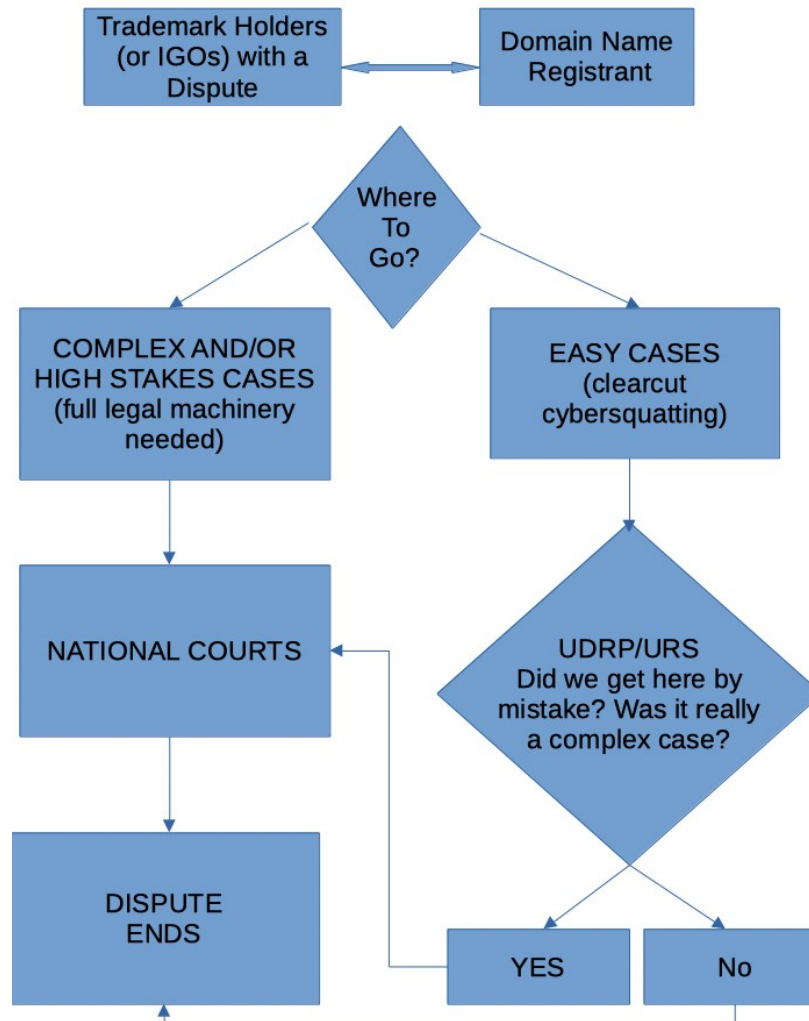 Trademark Holders
(or IGOs) with a
Dispute
Domain Name
Registrant
Where
To
Go?
COMPLEX AND/OR
HIGH STAKES CASES
(full legal machinery
needed)
EASY CASES
(clearcut
cybersquatting)
NATIONAL COURTS
UDRP/URS
Did we get here by
mistake? Was it really
a complex case?
DISPUTE
ENDS
YES
No